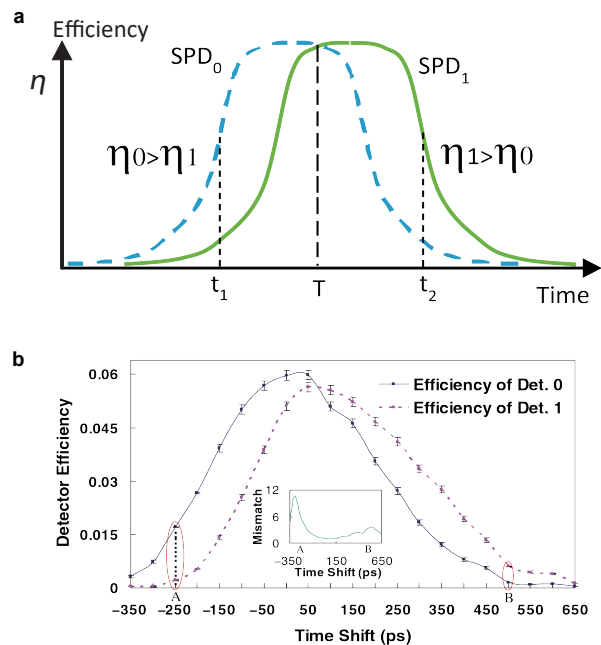 a
Efficiency
η
SPD0
SPD1
η0>η1
η1>η0
t1
T
t2
Time
b
Detector Efficiency
0.06
0.045
0.03
0.015
0
Efficiency of Det. 0
Efficiency of Det. 1
Mismatch
12
6
0
A
B
−350
150
650
Time Shift (ps)
−350
−250
−150
−50
50
150
250
350
450
550
650
A
B
Time Shift (ps)